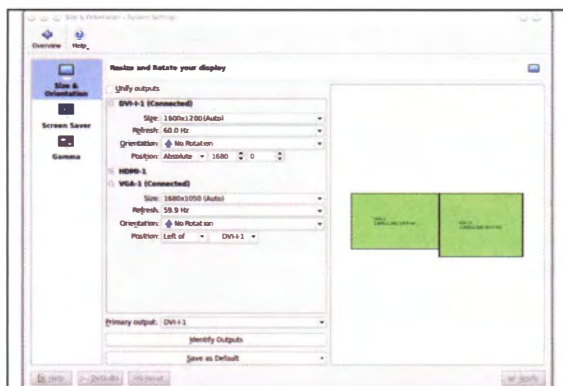 Size & Orientation – System Settings
Overview Help
Resize and Rotate your display
Size & Orientation
Screen Saver
Gamma
Unify outputs
DVI-I-1 (Connected)
Size: 1600x1200 (Auto)
Refresh: 60.0 Hz
Orientation: No Rotation
Position: Absolute 1680 0
HDMI-1
VGA-1 (Connected)
Size: 1680x1050 (Auto)
Refresh: 59.9 Hz
Orientation: No Rotation
Position: Left of DVI-I-1
Primary output: DVI-I-1
Identify Outputs
Save as Default
Help Defaults Reset Apply